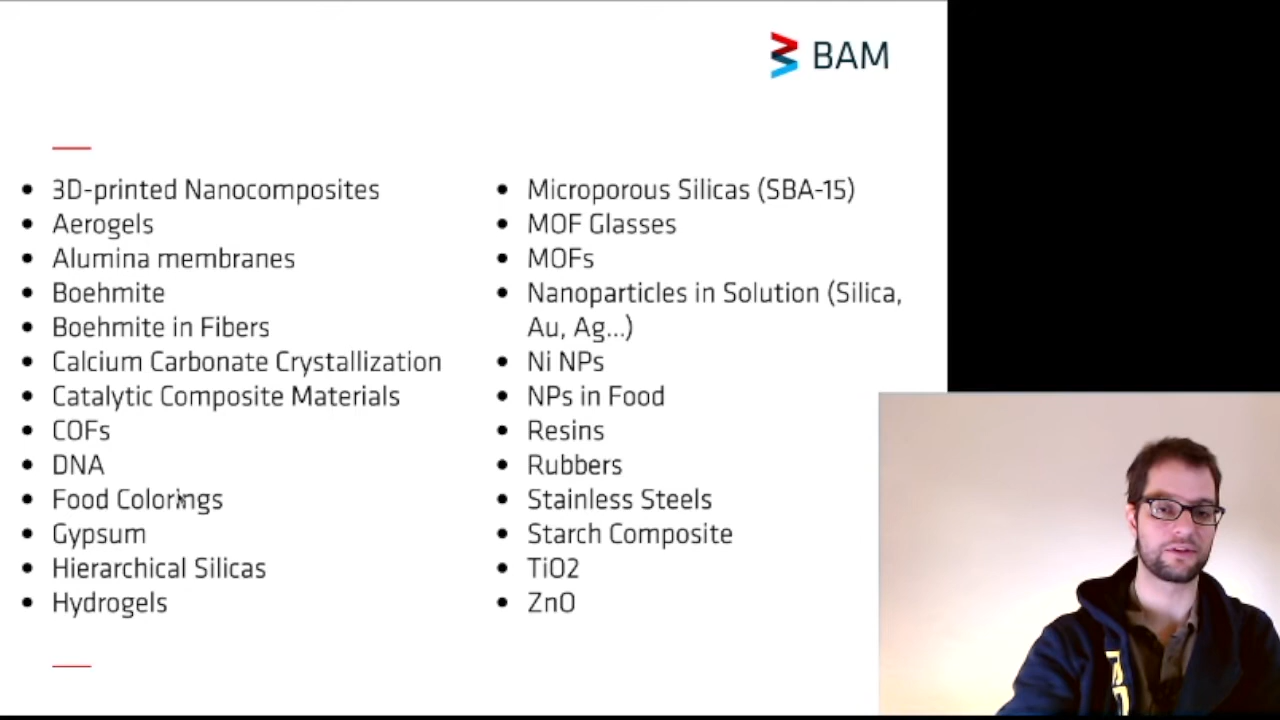 BAM
• 3D-printed Nanocomposites
• Aerogels
• Alumina membranes
• Boehmite
• Boehmite in Fibers
• Calcium Carbonate Crystallization
• Catalytic Composite Materials
• COFs
• DNA
• Food Colorings
• Gypsum
• Hierarchical Silicas
• Hydrogels
• Microporous Silicas (SBA-15)
• MOF Glasses
• MOFs
• Nanoparticles in Solution (Silica,
Au, Ag...)
• Ni NPs
• NPs in Food
• Resins
• Rubbers
• Stainless Steels
• Starch Composite
• TiO2
• ZnO